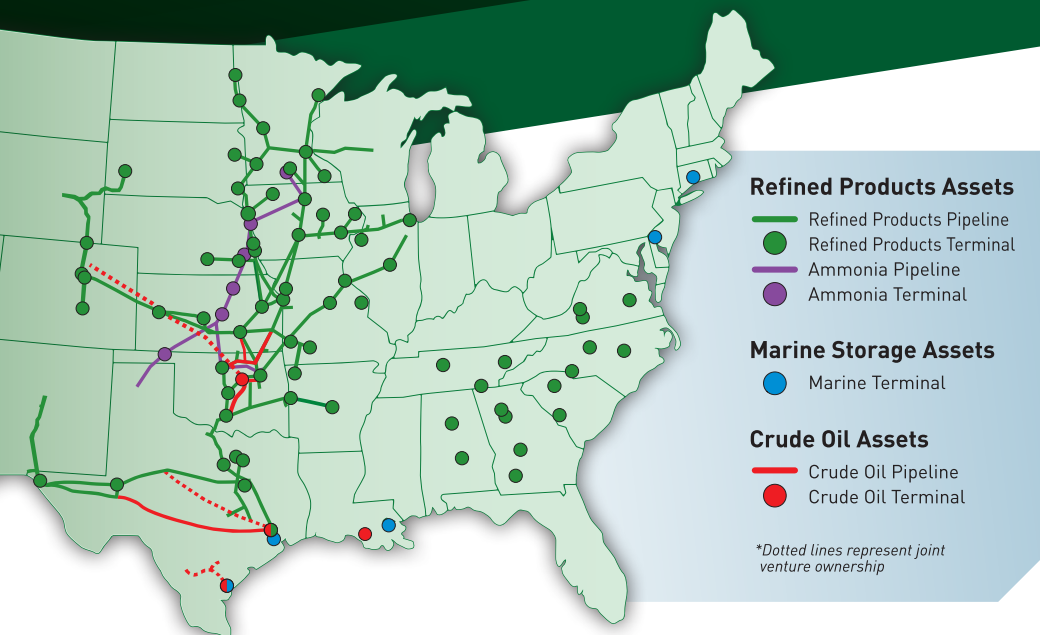 Refined Products Assets
Refined Products Pipeline
Refined Products Terminal
Ammonia Pipeline
Ammonia Terminal
Marine Storage Assets
Marine Terminal
Crude Oil Assets
Crude Oil Pipeline
Crude Oil Terminal
*Dotted lines represent joint
venture ownership